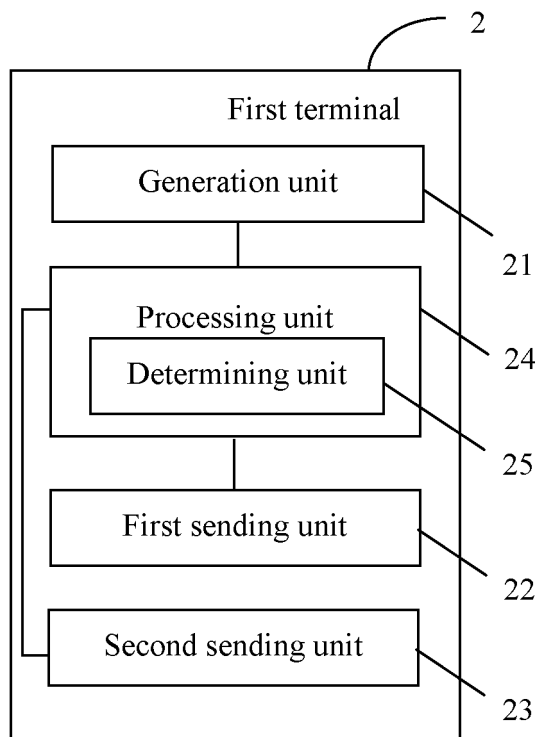 2
First terminal
Generation unit
21
Processing unit
24
Determining unit
25
First sending unit
22
Second sending unit
23